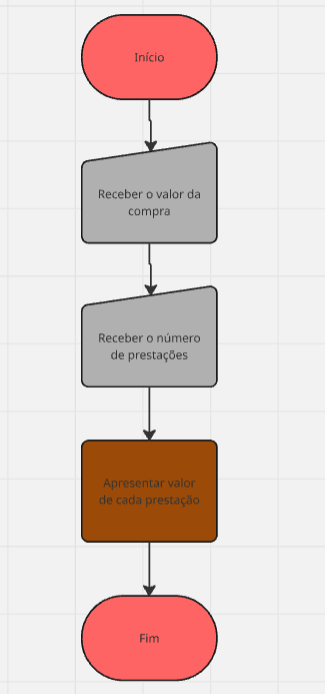 Início
Receber o valor da
compra
Receber o número
de prestações
Apresentar valor
de cada prestação
Fim